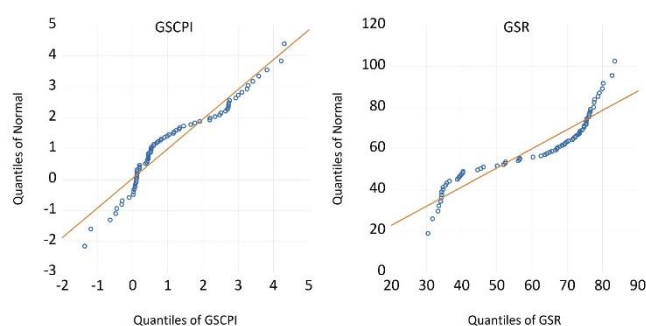 GSCPI
5
4
3
2
1
0
-1
-2
-3
Quantiles of Normal
-2 -1 0 1 2 3 4 5
Quantiles of GSCPI
GSR
120
100
80
60
40
20
0
Quantiles of Normal
20 30 40 50 60 70 80 90
Quantiles of GSR